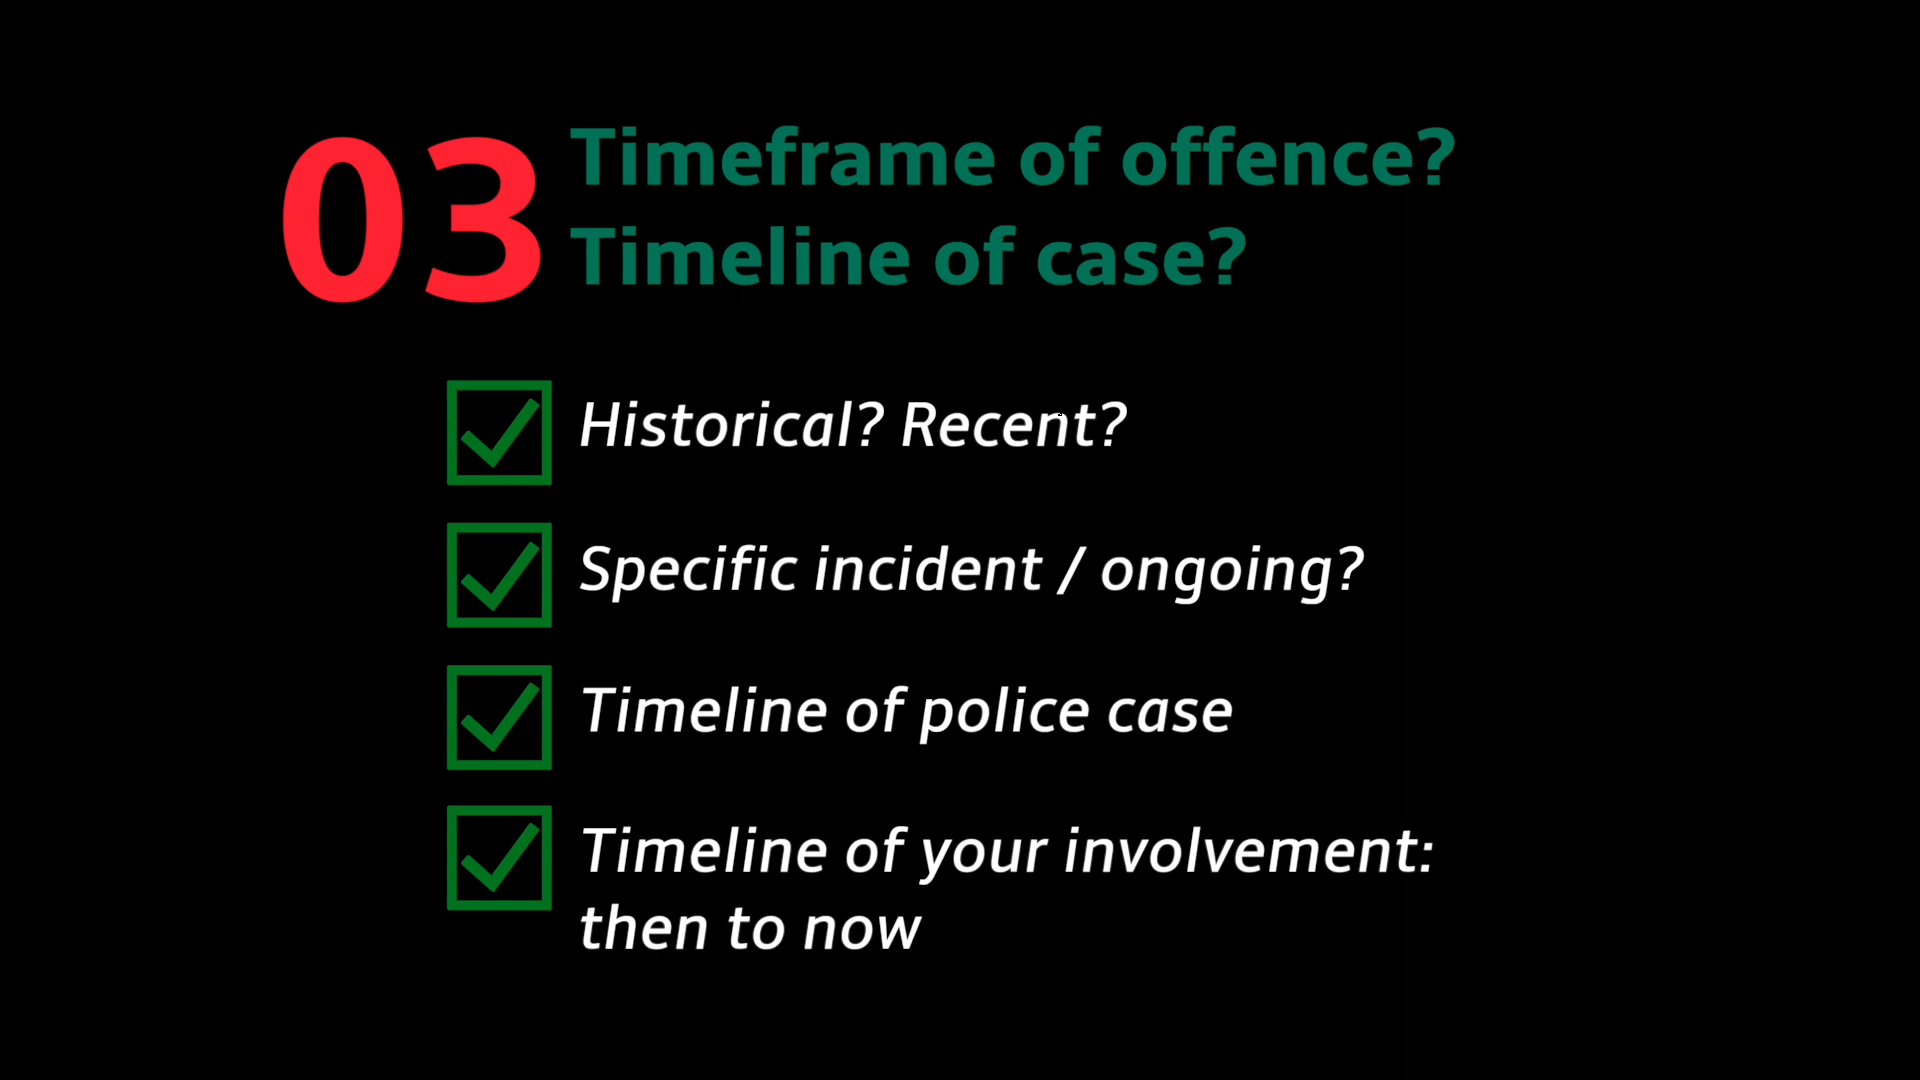 03
Timeframe of offence?
Timeline of case?
Historical? Recent?
Specific incident / ongoing?
Timeline of police case
Timeline of your involvement:
then to now